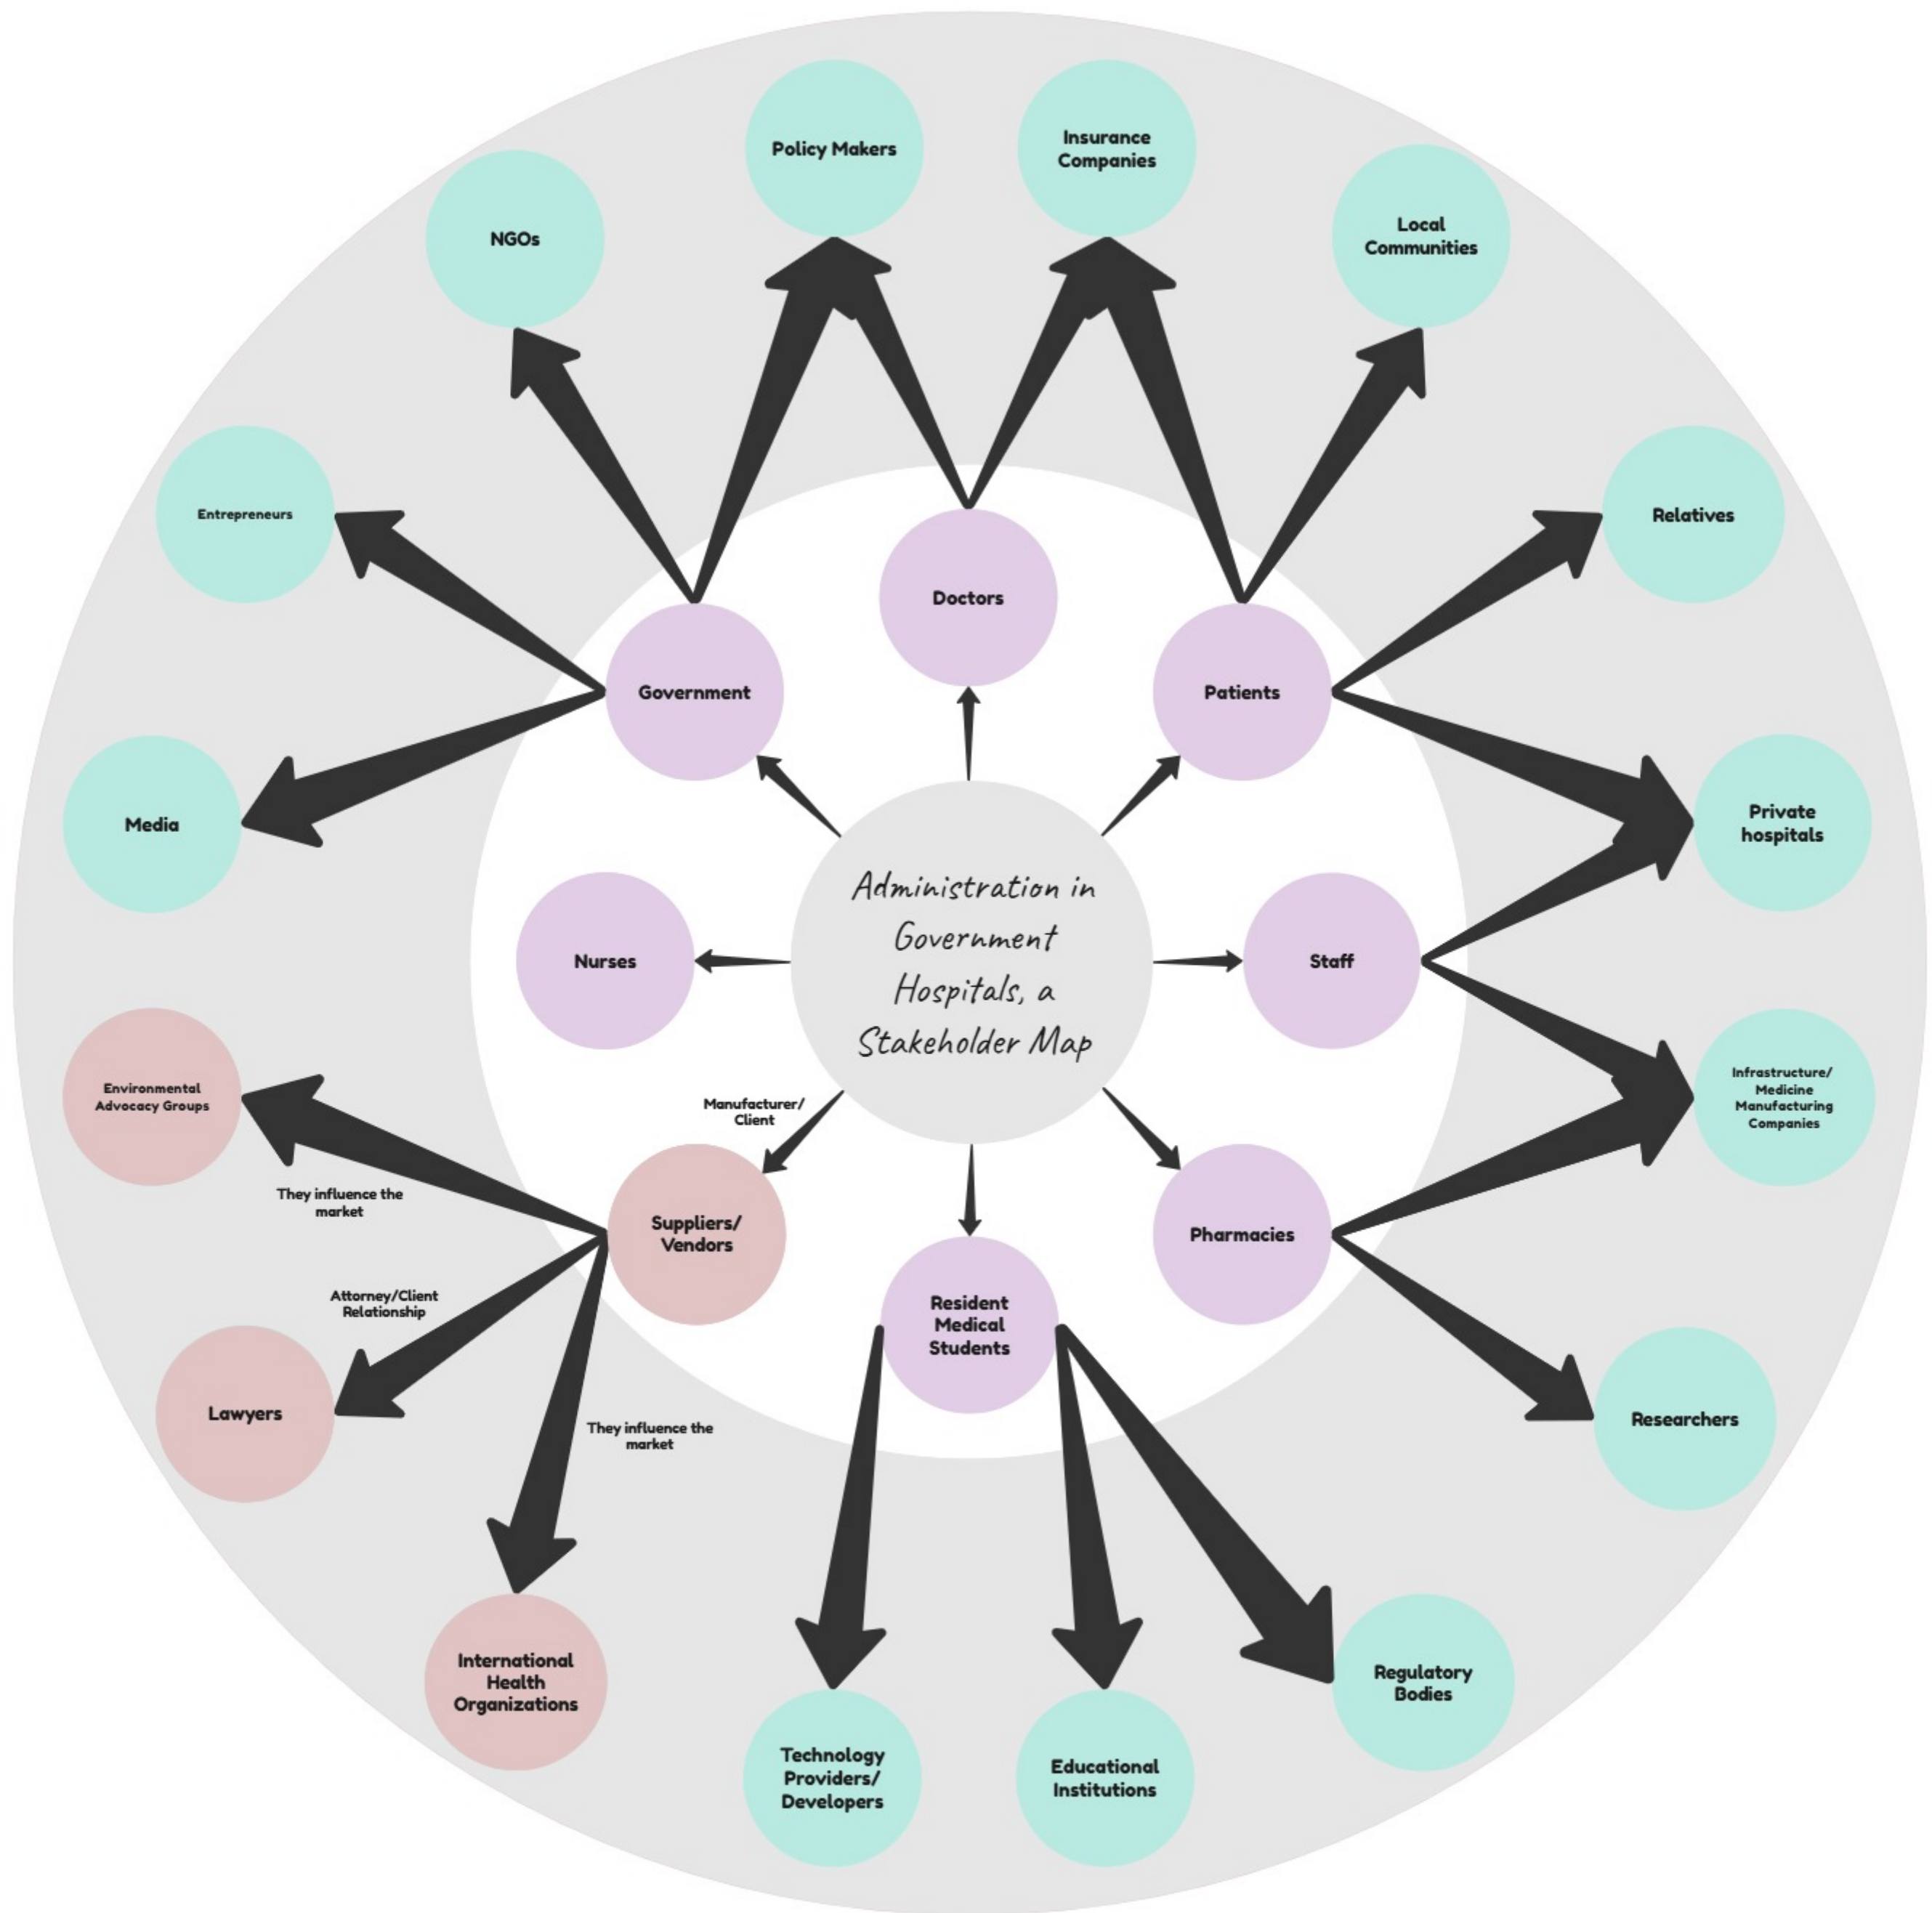 Policy Makers
Insurance
Companies
NGOs
Local
Communities
Entrepreneurs
Relatives
Doctors
Government
Patients
Media
Private
hospitals
Administration in
Government
Hospitals, a
Stakeholder Map
Nurses
Staff
Environmental
Advocacy Groups
Manufacturer/
Client
Infrastructure/
Medicine
Manufacturing
Companies
They influence the
market
Suppliers/
Vendors
Pharmacies
Attorney/Client
Relationship
Resident
Medical
Students
Lawyers
They influence the
market
Researchers
International
Health
Organizations
Regulatory
Bodies
Technology
Providers/
Developers
Educational
Institutions